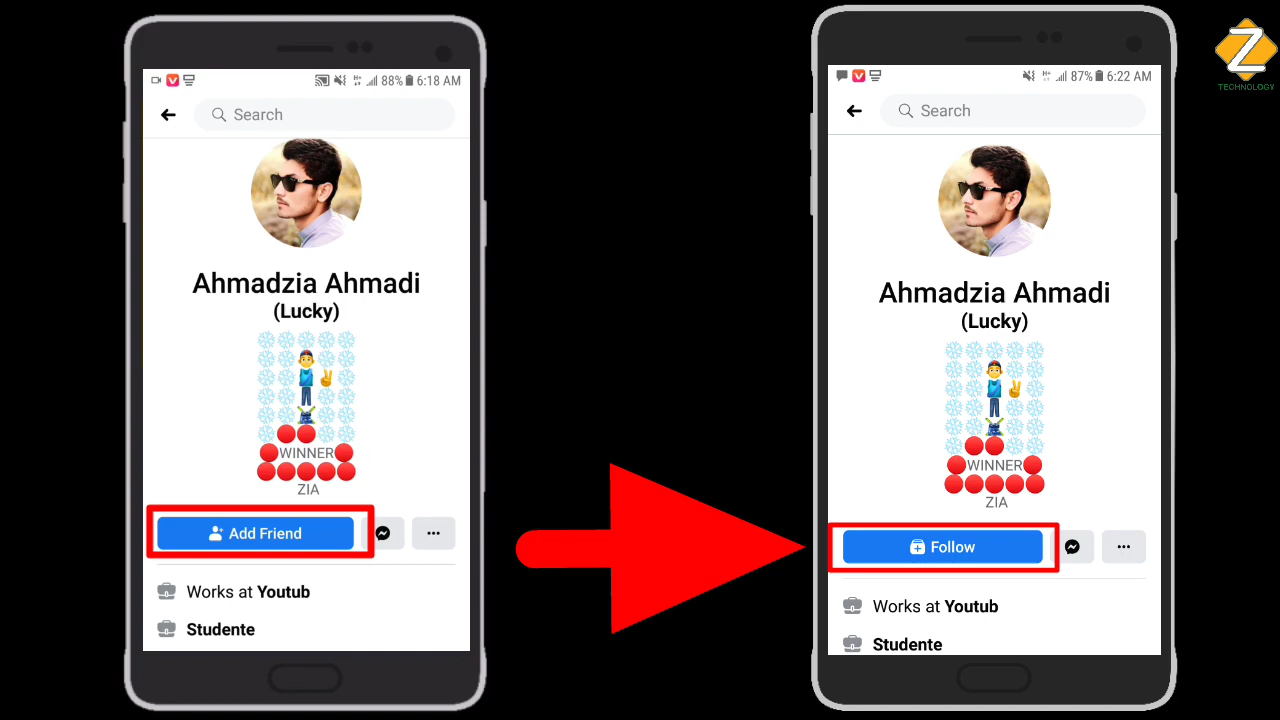 88% 6:18 AM
Search
Ahmadzia Ahmadi
(Lucky)
WINNER
ZIA
Add Friend
Works at Youtub
Studente
87% 6:22 AM
Search
Ahmadzia Ahmadi
(Lucky)
WINNER
ZIA
Follow
Works at Youtub
Studente
Z
TECHNOLOGY